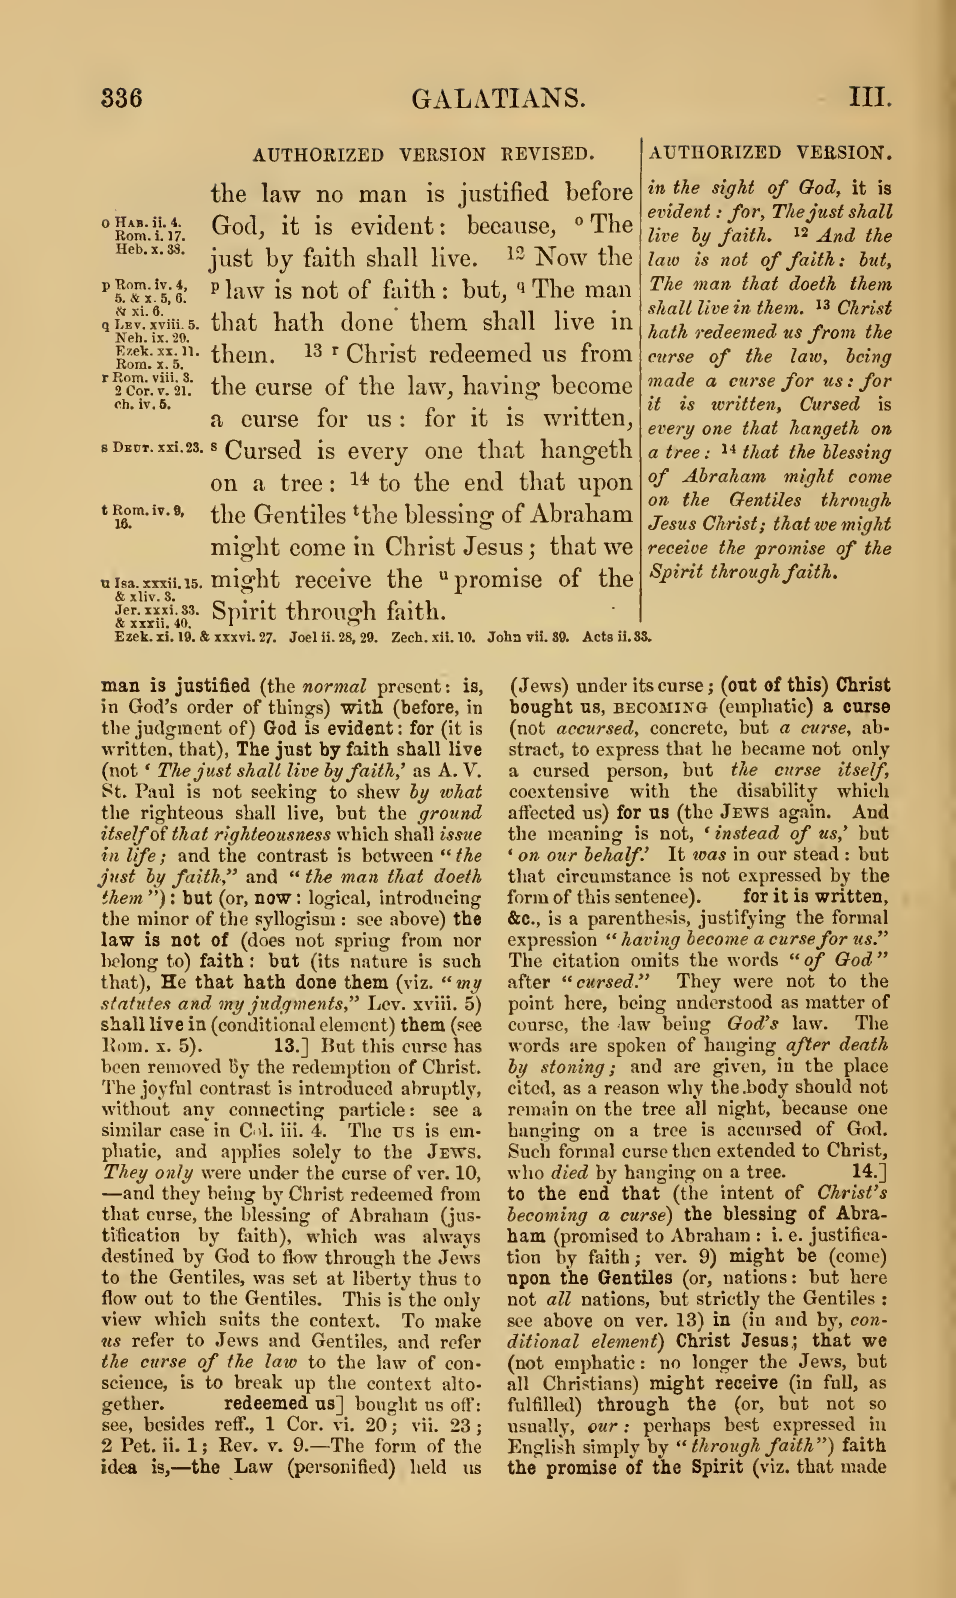 336
GALATIANS.
III.
AUTHORIZED VERSION REVISED.
the law no man is justified before
God, it is evident: because, o The
just by faith shall live. 12 Now the
p law is not of faith: but, q The man
that hath done them shall live in
them. 13 r Christ redeemed us from
the curse of the law, having become
a curse for us: for it is written,
s Cursed is every one that hangeth
on a tree: 14 to the end that upon
the Gentiles t the blessing of Abraham
might come in Christ Jesus; that we
might receive the u promise of the
Spirit through faith.
o HAB. ii. 4.
Rom. i. 17.
Heb. x. 38.
p Rom. iv. 4,
5. & x. 5, 6.
& xi. 6.
q LEV. xviii. 5.
Neh. ix. 29.
Ezek. xx. 11.
Rom. x. 5.
r Rom. viii. 3.
2 Cor. v. 21.
ch. iv. 5.
s DEUT. xxi. 23.
t Rom. iv. 9,
16.
u Isa. xxxii. 15.
& xliv. 3.
Jer. xxxi. 33.
& xxxii. 40.
Ezek. xi. 19. & xxxvi. 27. Joel ii. 28, 29. Zech. xii. 10. John vii. 39. Acts ii. 33.
AUTHORIZED VERSION.
in the sight of God, it is
evident: for, The just shall
live by faith. 12 And the
law is not of faith: but,
The man that doeth them
shall live in them. 13 Christ
hath redeemed us from the
curse of the law, being
made a curse for us: for
it is written, Cursed is
every one that hangeth on
a tree: 14 that the blessing
of Abraham might come
on the Gentiles through
Jesus Christ; that we might
receive the promise of the
Spirit through faith.
man is justified (the normal present: is,
in God's order of things) with (before, in
the judgment of) God is evident: for (it is
written, that), The just by faith shall live
(not ' The just shall live by faith,' as A. V.
St. Paul is not seeking to shew by what
the righteous shall live, but the ground
itself of that righteousness which shall issue
in life; and the contrast is between "the
just by faith," and "the man that doeth
them"): but (or, now: logical, introducing
the minor of the syllogism: see above) the
law is not of (does not spring from nor
belong to) faith: but (its nature is such
that), He that hath done them (viz. "my
statutes and my judgments," Lev. xviii. 5)
shall live in (conditional element) them (see
Rom. x. 5). 13.] But this curse has
been removed by the redemption of Christ.
The joyful contrast is introduced abruptly,
without any connecting particle: see a
similar case in Col. iii. 4. The US is em-
phatic, and applies solely to the JEWS.
They only were under the curse of ver. 10,
—and they being by Christ redeemed from
that curse, the blessing of Abraham (jus-
tification by faith), which was always
destined by God to flow through the Jews
to the Gentiles, was set at liberty thus to
flow out to the Gentiles. This is the only
view which suits the context. To make
us refer to Jews and Gentiles, and refer
the curse of the law to the law of con-
science, is to break up the context alto-
gether. redeemed us] bought us off:
see, besides reff., 1 Cor. vi. 20; vii. 23;
2 Pet. ii. 1; Rev. v. 9.—The form of the
idea is,—the Law (personified) held us
(Jews) under its curse; (out of this) Christ
bought us, BECOMING (emphatic) a curse
(not accursed, concrete, but a curse, ab-
stract, to express that he became not only
a cursed person, but the curse itself,
coextensive with the disability which
affected us) for us (the JEWS again. And
the meaning is not, 'instead of us,' but
'on our behalf.' It was in our stead: but
that circumstance is not expressed by the
form of this sentence). for it is written,
&c., is a parenthesis, justifying the formal
expression "having become a curse for us."
The citation omits the words "of God"
after "cursed." They were not to the
point here, being understood as matter of
course, the law being God's law. The
words are spoken of hanging after death
by stoning; and are given, in the place
cited, as a reason why the body should not
remain on the tree all night, because one
hanging on a tree is accursed of God.
Such formal curse then extended to Christ,
who died by hanging on a tree. 14.]
to the end that (the intent of Christ's
becoming a curse) the blessing of Abra-
ham (promised to Abraham: i. e. justifica-
tion by faith; ver. 9) might be (come)
upon the Gentiles (or, nations: but here
not all nations, but strictly the Gentiles:
see above on ver. 13) in (in and by, con-
ditional element) Christ Jesus; that we
(not emphatic: no longer the Jews, but
all Christians) might receive (in full, as
fulfilled) through the (or, but not so
usually, our: perhaps best expressed in
English simply by "through faith") faith
the promise of the Spirit (viz. that made